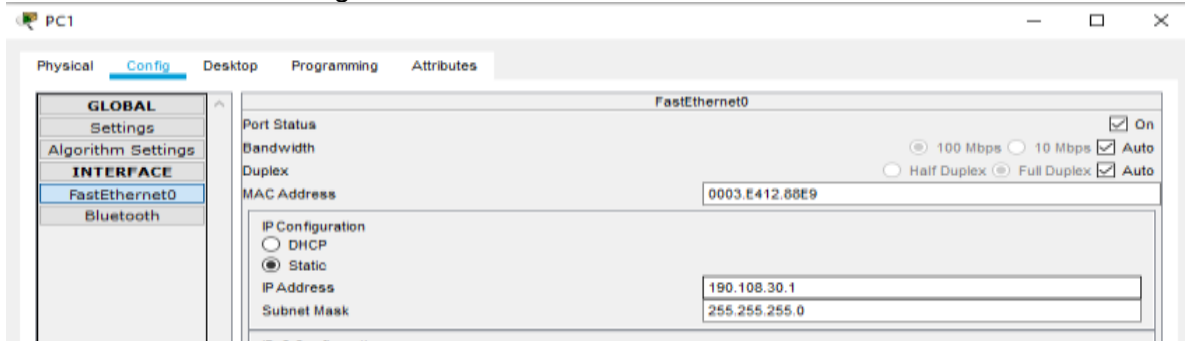 PC1
Physical Config Desktop Programming Attributes
GLOBAL
Settings
Algorithm Settings
INTERFACE
FastEthernet0
Bluetooth
FastEthernet0
Port Status On
Bandwidth 100 Mbps 10 Mbps Auto
Duplex Half Duplex Full Duplex Auto
MAC Address 0003.E412.88E9
IP Configuration
DHCP
Static
IP Address 190.108.30.1
Subnet Mask 255.255.255.0